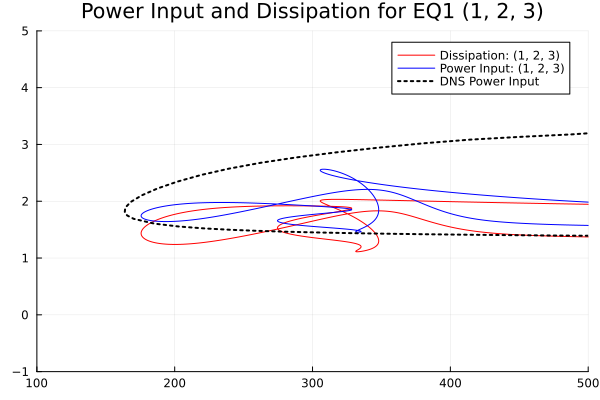 Power Input and Dissipation for EQ1 (1, 2, 3)
5
Dissipation: (1, 2, 3)
Power Input: (1, 2, 3)
DNS Power Input
4
3
2
1
0
−1
100 200 300 400 500